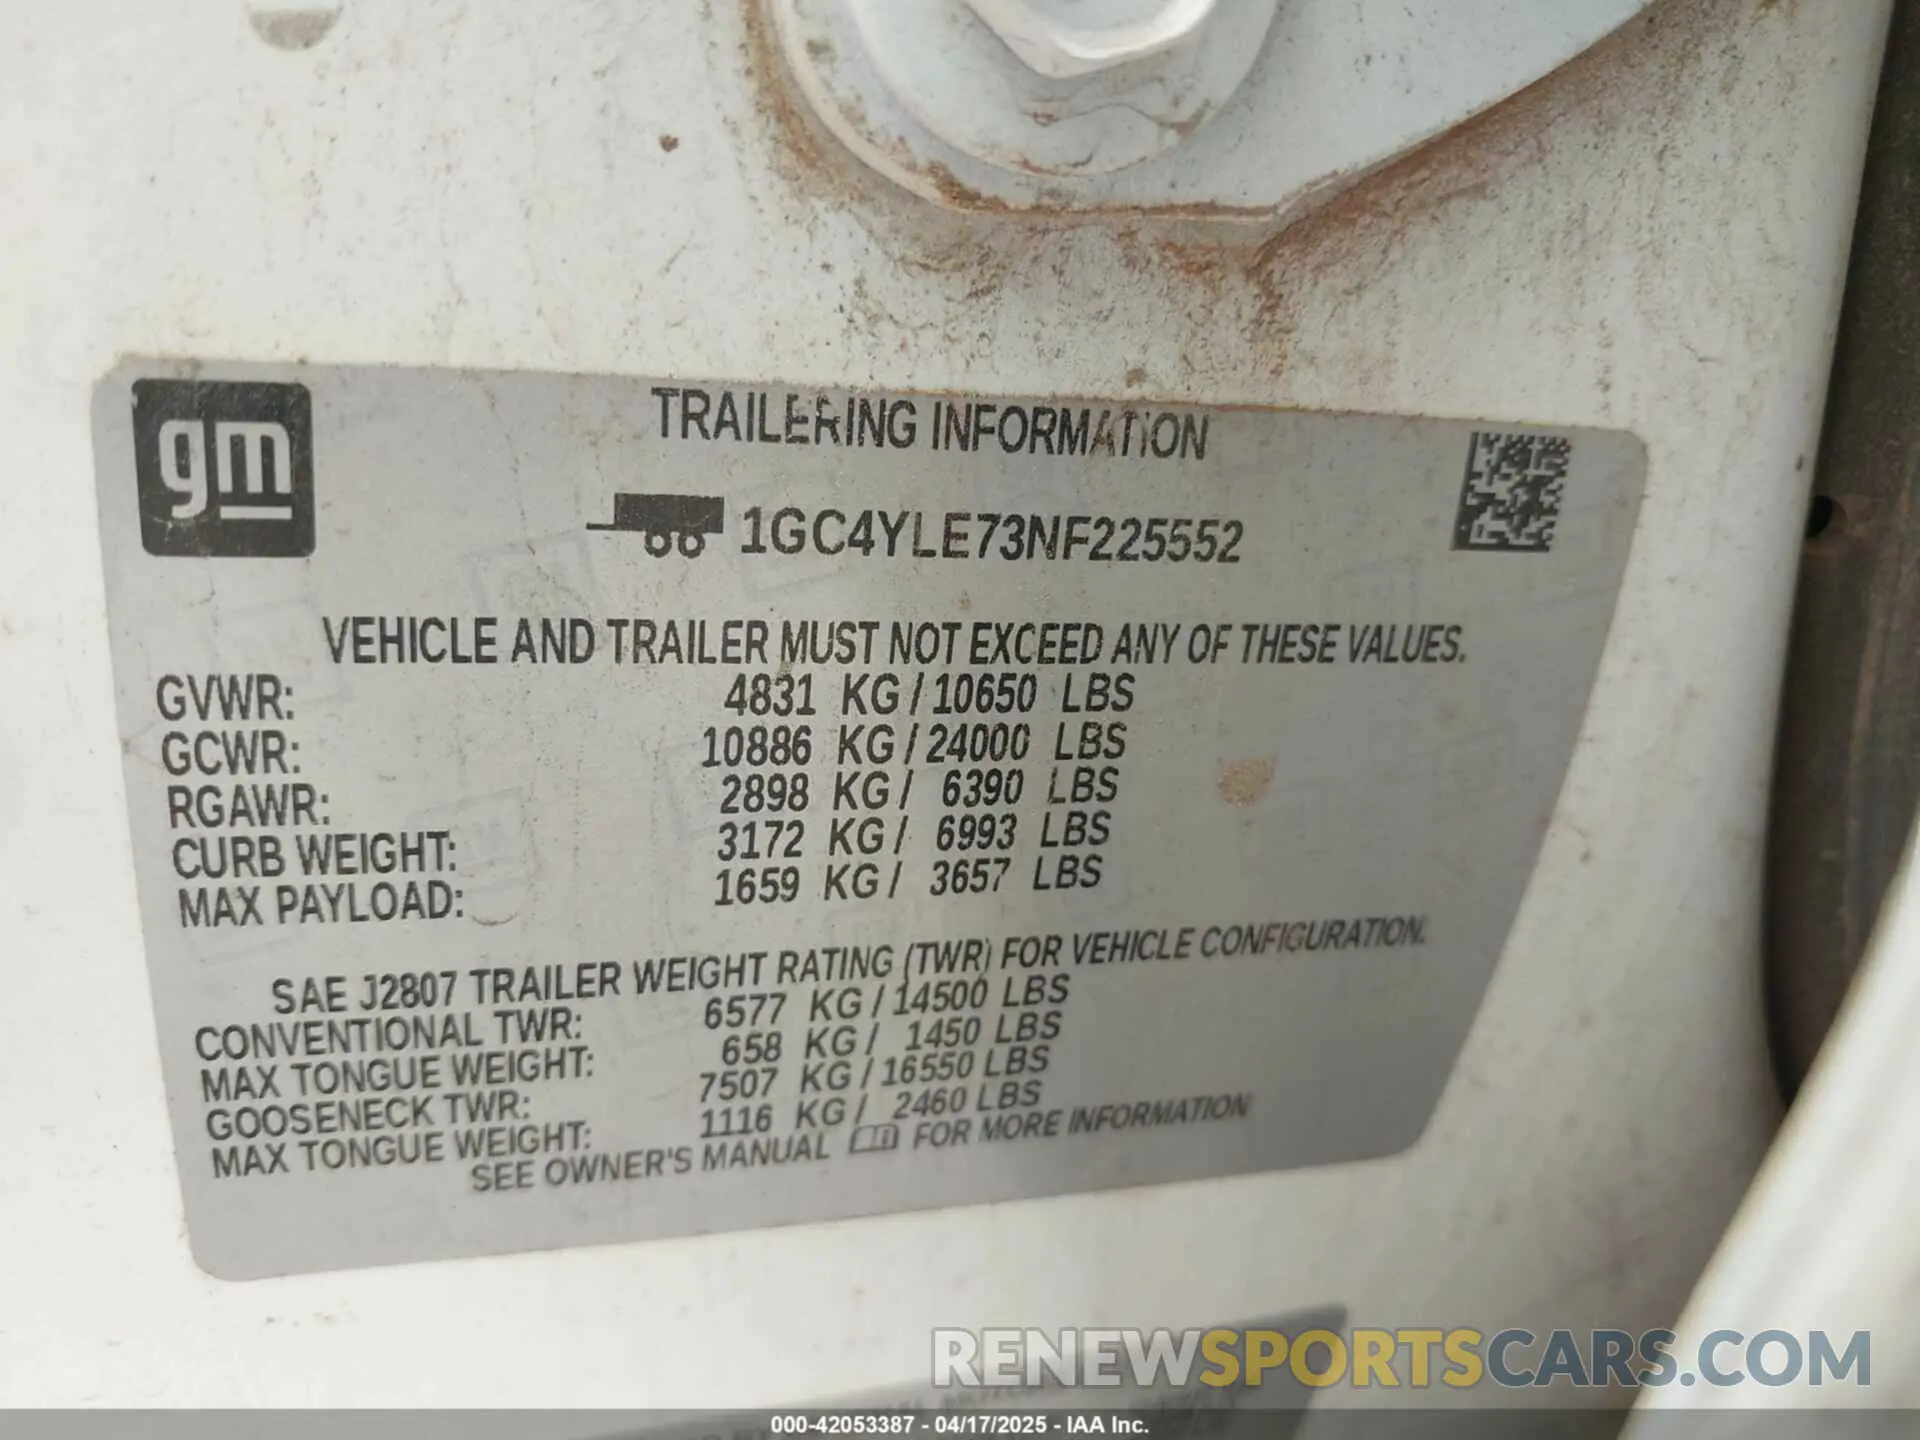 gm
TRAILERING INFORMATION
1GC4YLE73NF225552
VEHICLE AND TRAILER MUST NOT EXCEED ANY OF THESE VALUES.
GVWR: 4831 KG / 10650 LBS
GCWR: 10886 KG / 24000 LBS
RGAWR: 2898 KG / 6390 LBS
CURB WEIGHT: 3172 KG / 6993 LBS
MAX PAYLOAD: 1659 KG / 3657 LBS
SAE J2807 TRAILER WEIGHT RATING (TWR) FOR VEHICLE CONFIGURATION.
CONVENTIONAL TWR: 6577 KG / 14500 LBS
MAX TONGUE WEIGHT: 658 KG / 1450 LBS
GOOSENECK TWR: 7507 KG / 16550 LBS
MAX TONGUE WEIGHT: 1116 KG / 2460 LBS
SEE OWNER'S MANUAL FOR MORE INFORMATION
RENEWSPORTSCARS.COM
000-42053387 - 04/17/2025 - IAA Inc.